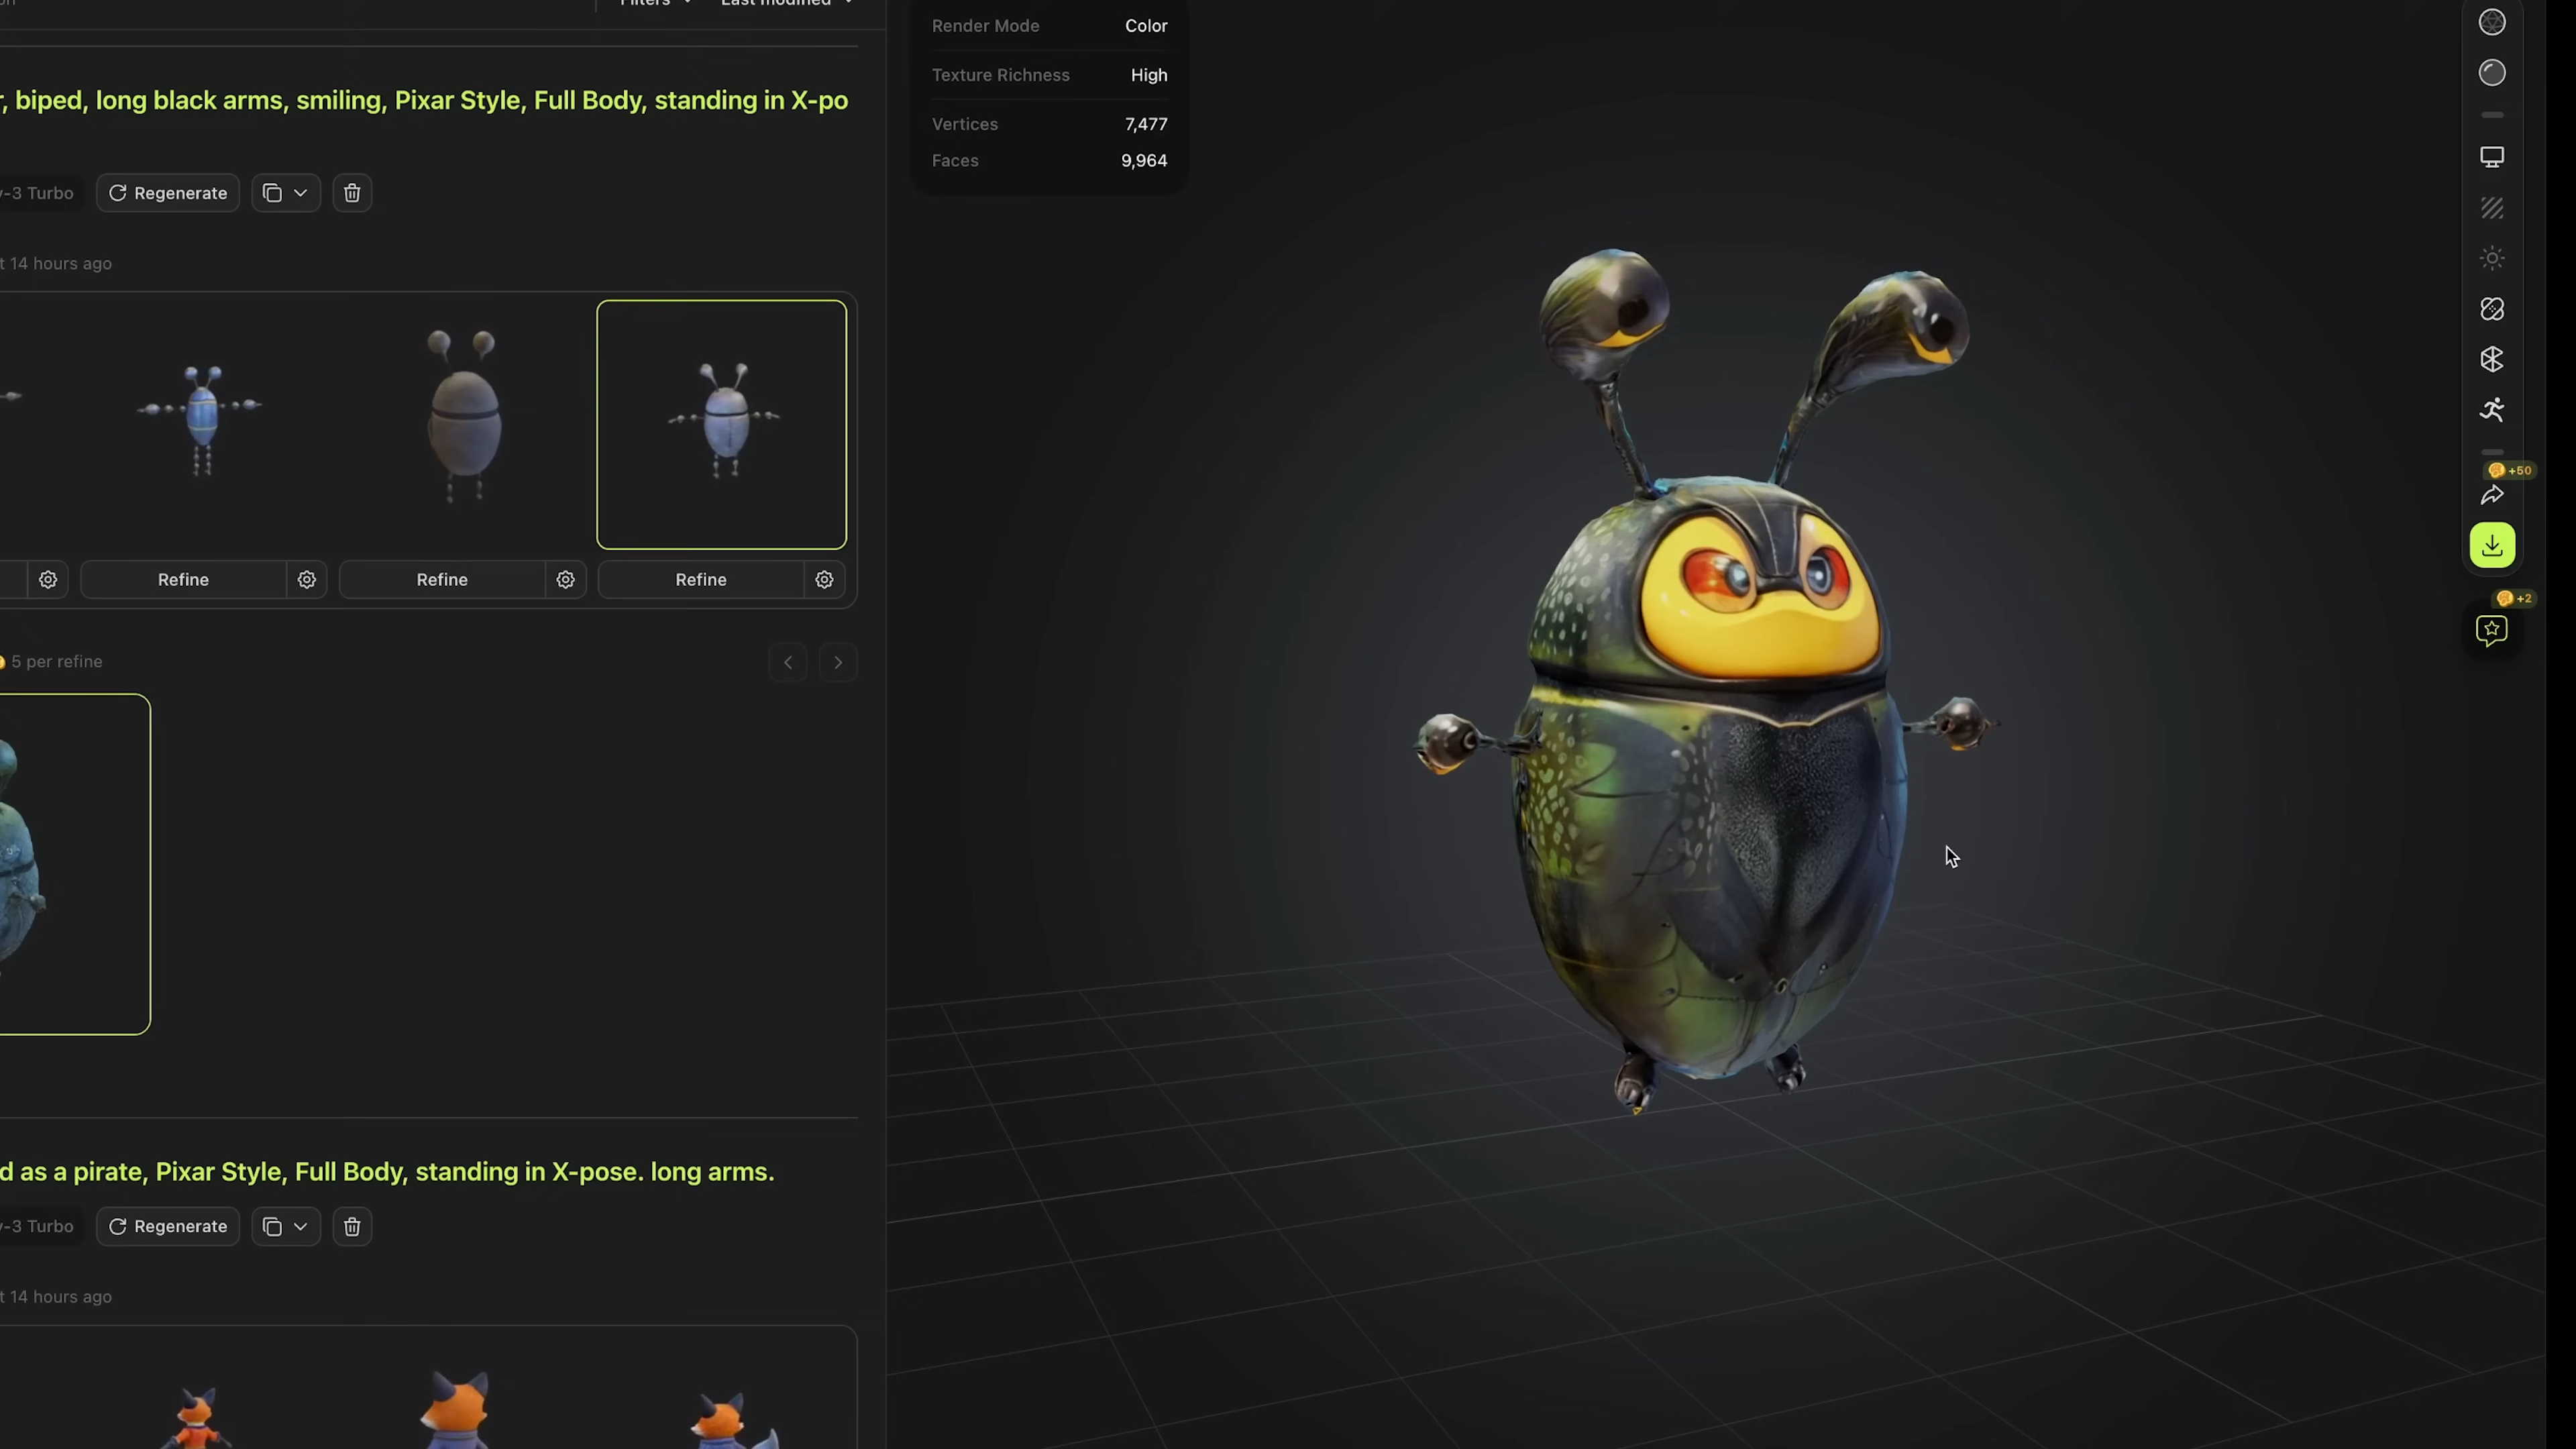 Filters
Last modified
r, biped, long black arms, smiling, Pixar Style, Full Body, standing in X-po
-3 Turbo
Regenerate
14 hours ago
Refine
Refine
Refine
5 per refine
d as a pirate, Pixar Style, Full Body, standing in X-pose. long arms.
-3 Turbo
Regenerate
14 hours ago
Render Mode Color
Texture Richness High
Vertices 7,477
Faces 9,964
+50
+2